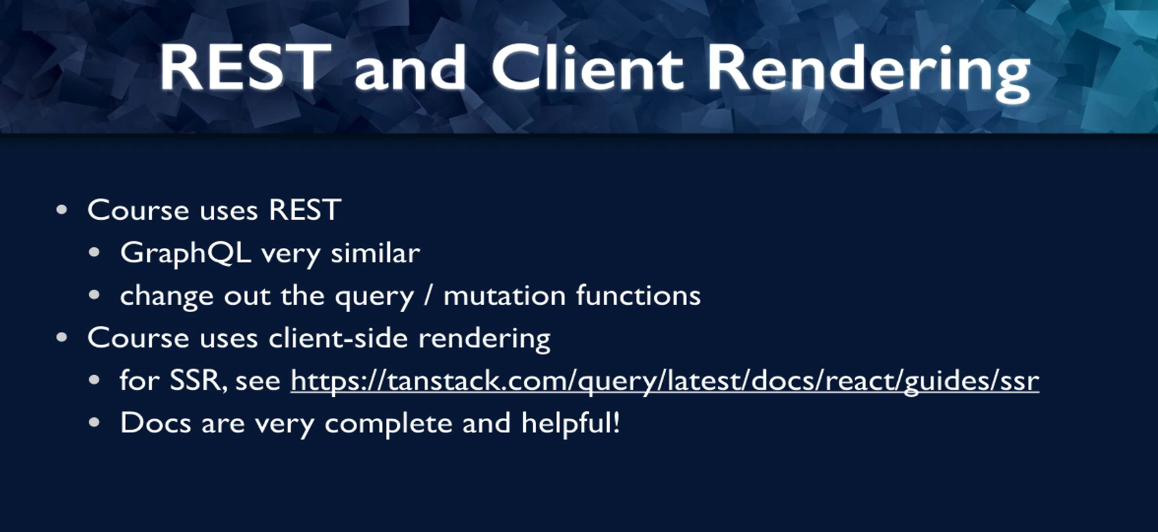 REST and Client Rendering
• Course uses REST
• GraphQL very similar
• change out the query / mutation functions
• Course uses client-side rendering
• for SSR, see https://tanstack.com/query/latest/docs/react/guides/ssr
• Docs are very complete and helpful!